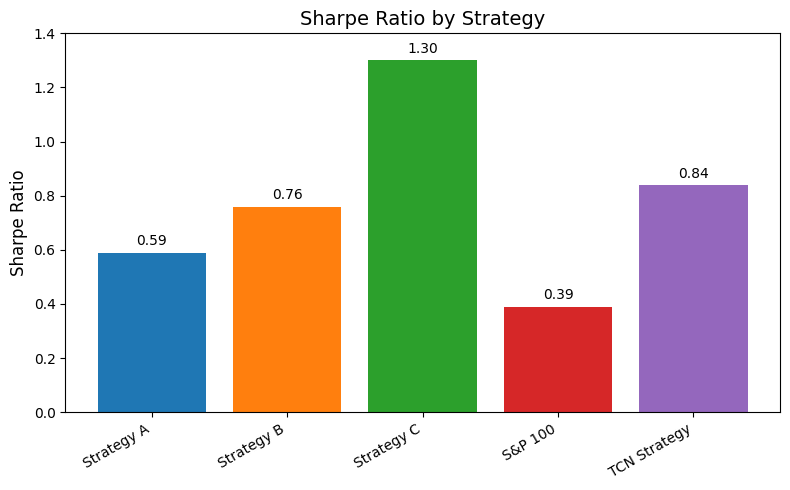 Sharpe Ratio by Strategy
Sharpe Ratio
1.4
1.2
1.0
0.8
0.6
0.4
0.2
0.0
0.59
0.76
1.30
0.39
0.84
Strategy A
Strategy B
Strategy C
S&P 100
TCN Strategy